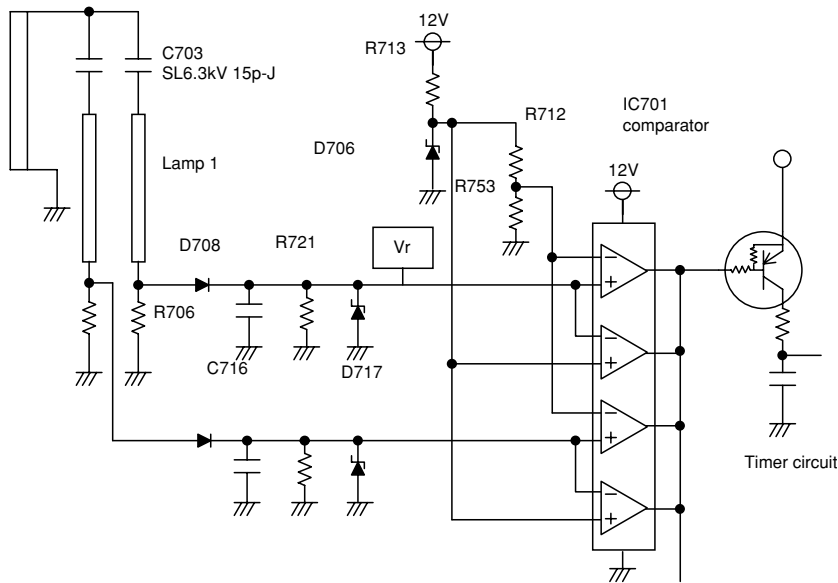 12V
R713
C703
SL6.3kV 15p-J
R712
IC701
comparator
D706
Lamp 1
R753
12V
D708
R721
Vr
−
+
R706
−
+
C716
D717
−
+
Timer circuit
−
+